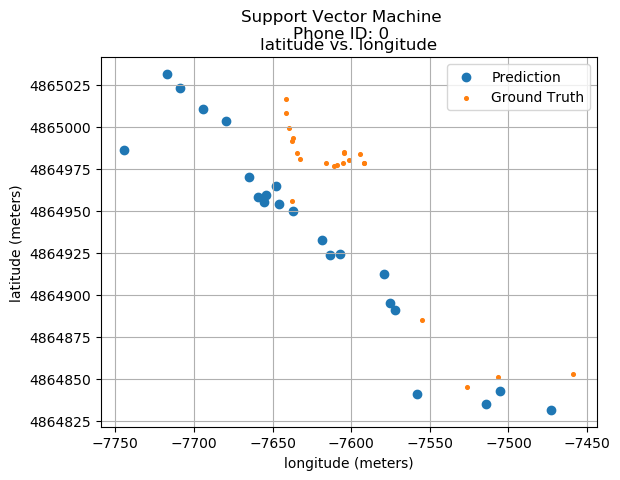 Support Vector Machine
Phone ID: 0
latitude vs. longitude
Prediction
Ground Truth
4865025
4865000
4864975
4864950
4864925
4864900
4864875
4864850
4864825
latitude (meters)
−7750 −7700 −7650 −7600 −7550 −7500 −7450
longitude (meters)